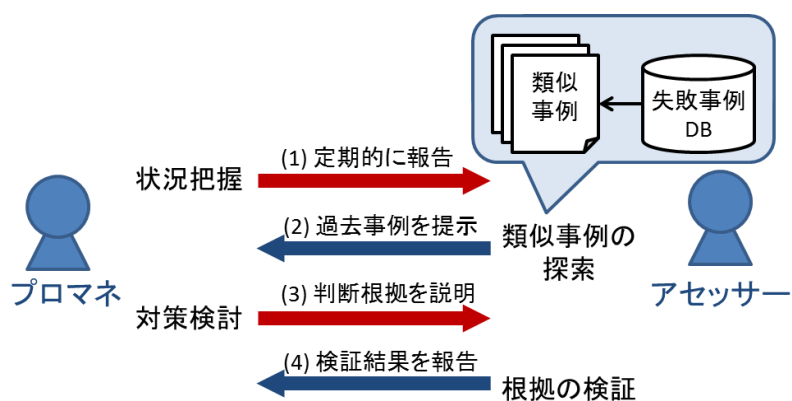 類似
事例
失敗事例
DB
(1) 定期的に報告
状況把握
(2) 過去事例を提示
類似事例の
探索
プロマネ
アセッサー
(3) 判断根拠を説明
対策検討
(4) 検証結果を報告
根拠の検証